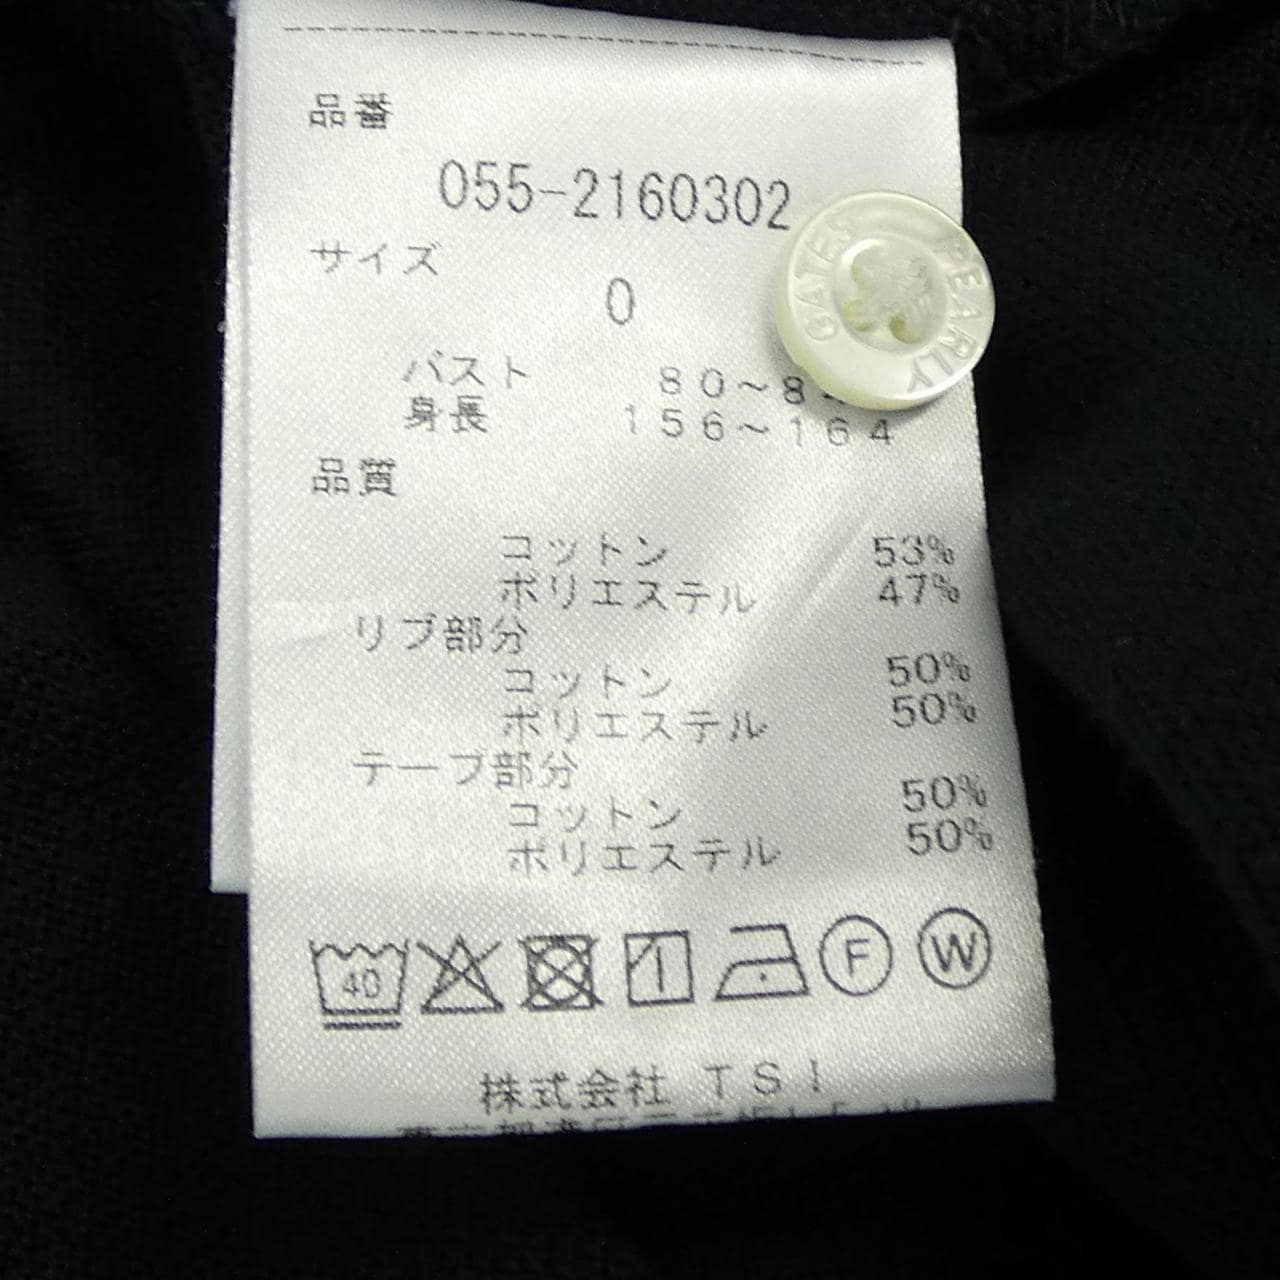 品番
055-2160302
サイズ
0
PEARLY GATES
バスト 80~8
身長 156~164
品質
コットン 53%
ポリエステル 47%
リブ部分
コットン 50%
ポリエステル 50%
テープ部分
コットン 50%
ポリエステル 50%
40
F
W
株式会社 TSI